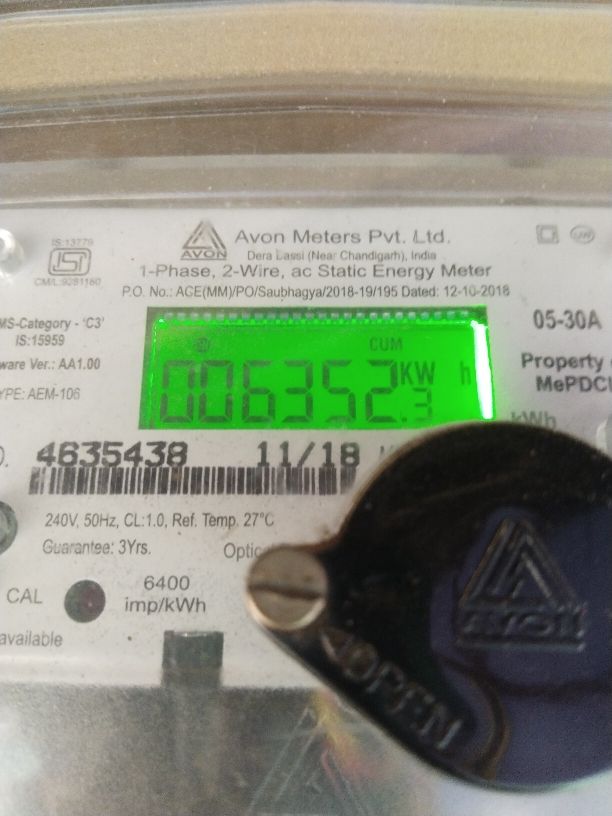 IS:13779
ISI
CM/L:9281160
AVON
Avon Meters Pvt. Ltd.
Dera Bassi (Near Chandigarh), India
1-Phase, 2-Wire, ac Static Energy Meter
P.O. No.: ACE(MM)/PO/Saubhagya/2018-19/195 Dated: 12-10-2018
MS-Category - 'C3'
IS:15959
ware Ver.: AA1.00
YPE: AEM-106
CUM
006352.3 KW h
05-30A
Property
MePDCL
kWh
4635438 11/18
240V, 50Hz, CL:1.0, Ref. Temp. 27°C
Guarantee: 3Yrs.
CAL
6400
imp/kWh
available
AVON
OPEN